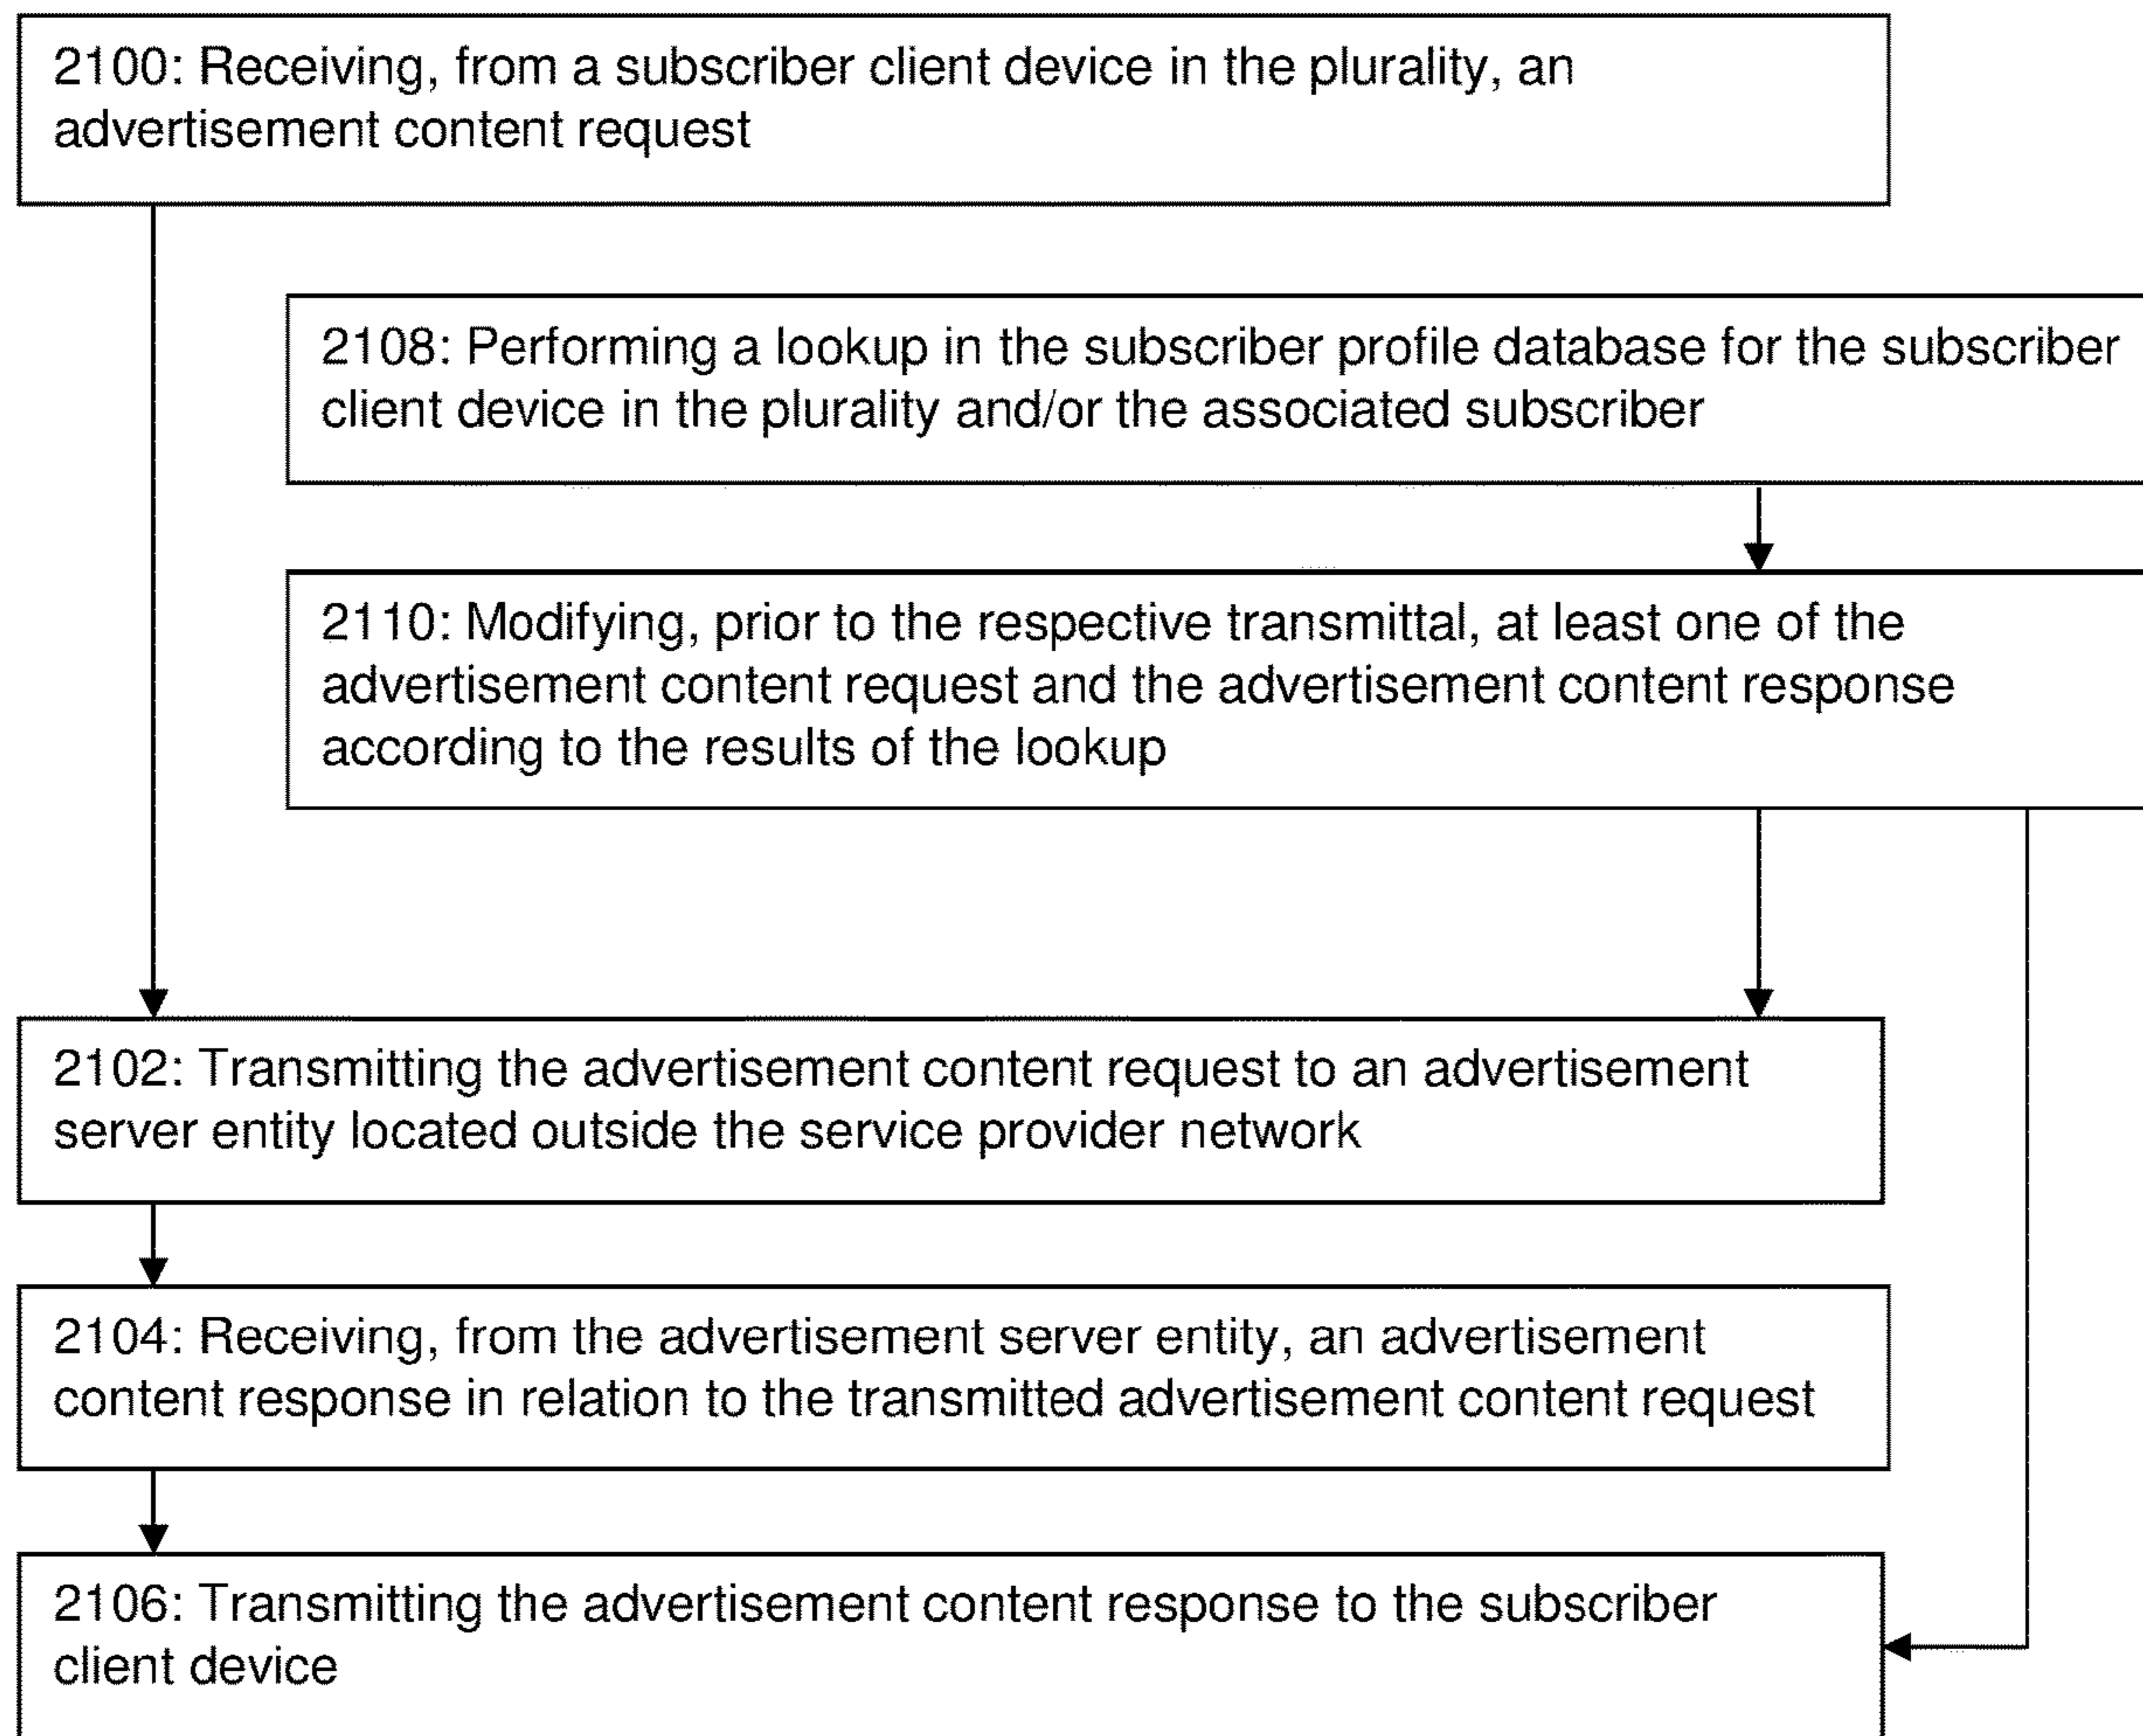 2100: Receiving, from a subscriber client device in the plurality, an
advertisement content request
2108: Performing a lookup in the subscriber profile database for the subscriber
client device in the plurality and/or the associated subscriber
2110: Modifying, prior to the respective transmittal, at least one of the
advertisement content request and the advertisement content response
according to the results of the lookup
2102: Transmitting the advertisement content request to an advertisement
server entity located outside the service provider network
2104: Receiving, from the advertisement server entity, an advertisement
content response in relation to the transmitted advertisement content request
2106: Transmitting the advertisement content response to the subscriber
client device